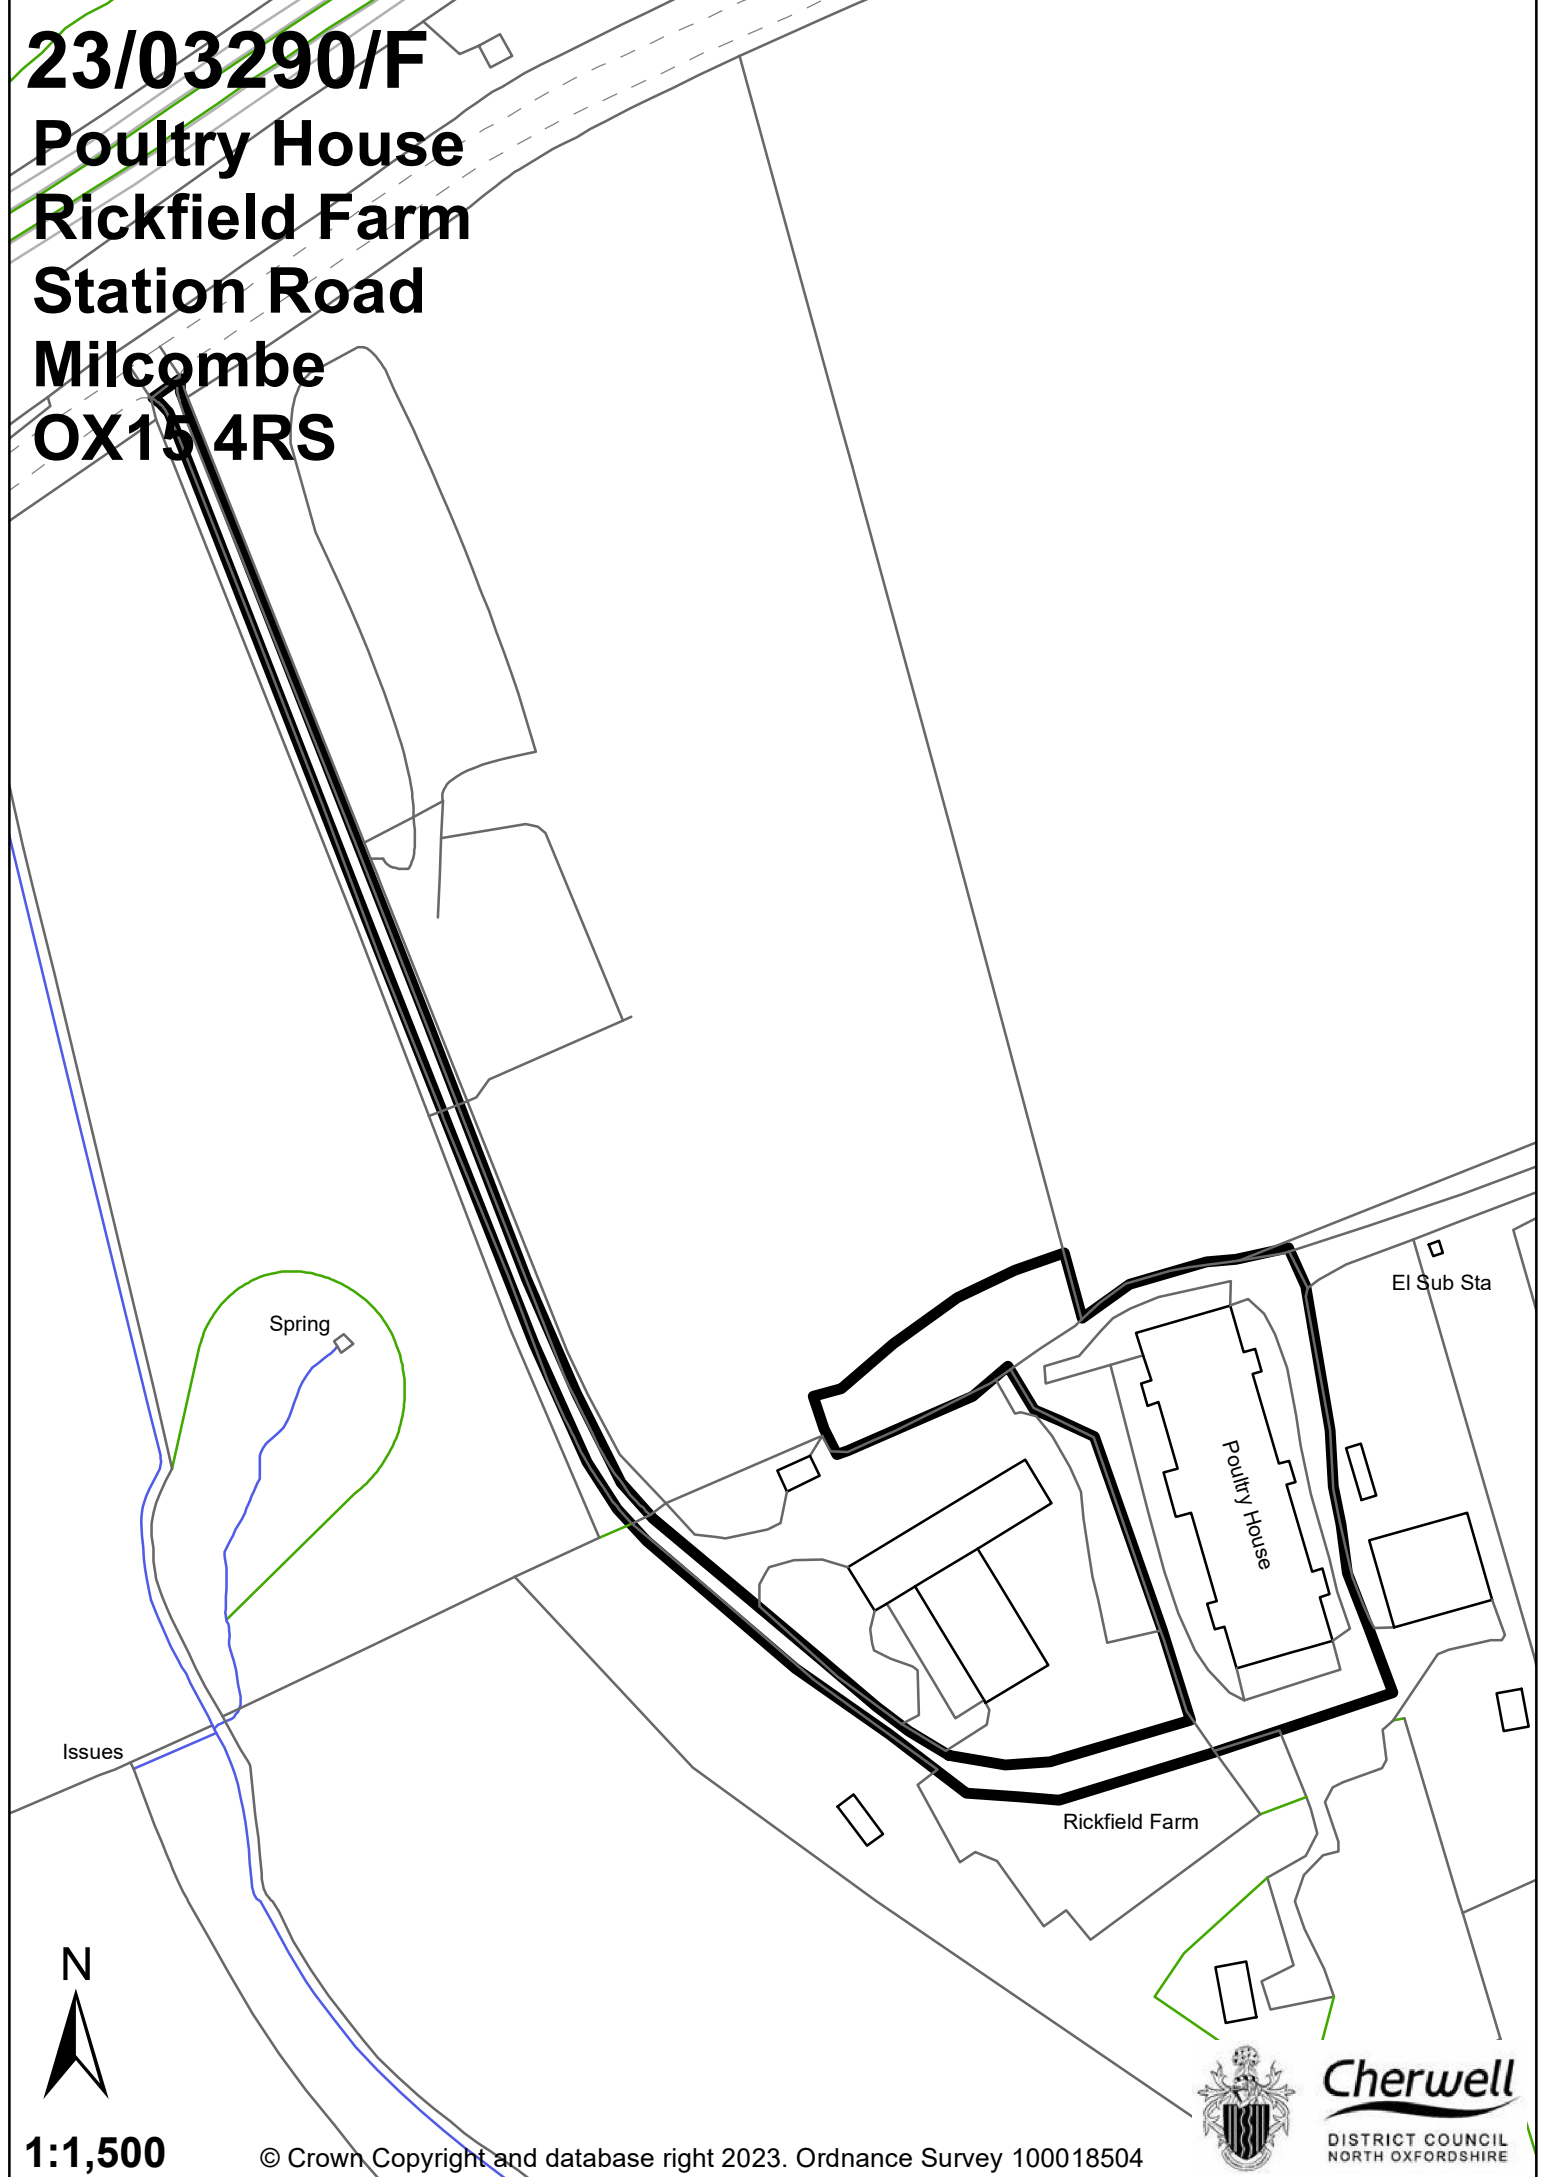 23/03290/F
Poultry House
Rickfield Farm
Station Road
Milcombe
OX15 4RS
El Sub Sta
Spring
Poultry House
Issues
Rickfield Farm
N
1:1,500
© Crown Copyright and database right 2023. Ordnance Survey 100018504
Cherwell
DISTRICT COUNCIL
NORTH OXFORDSHIRE